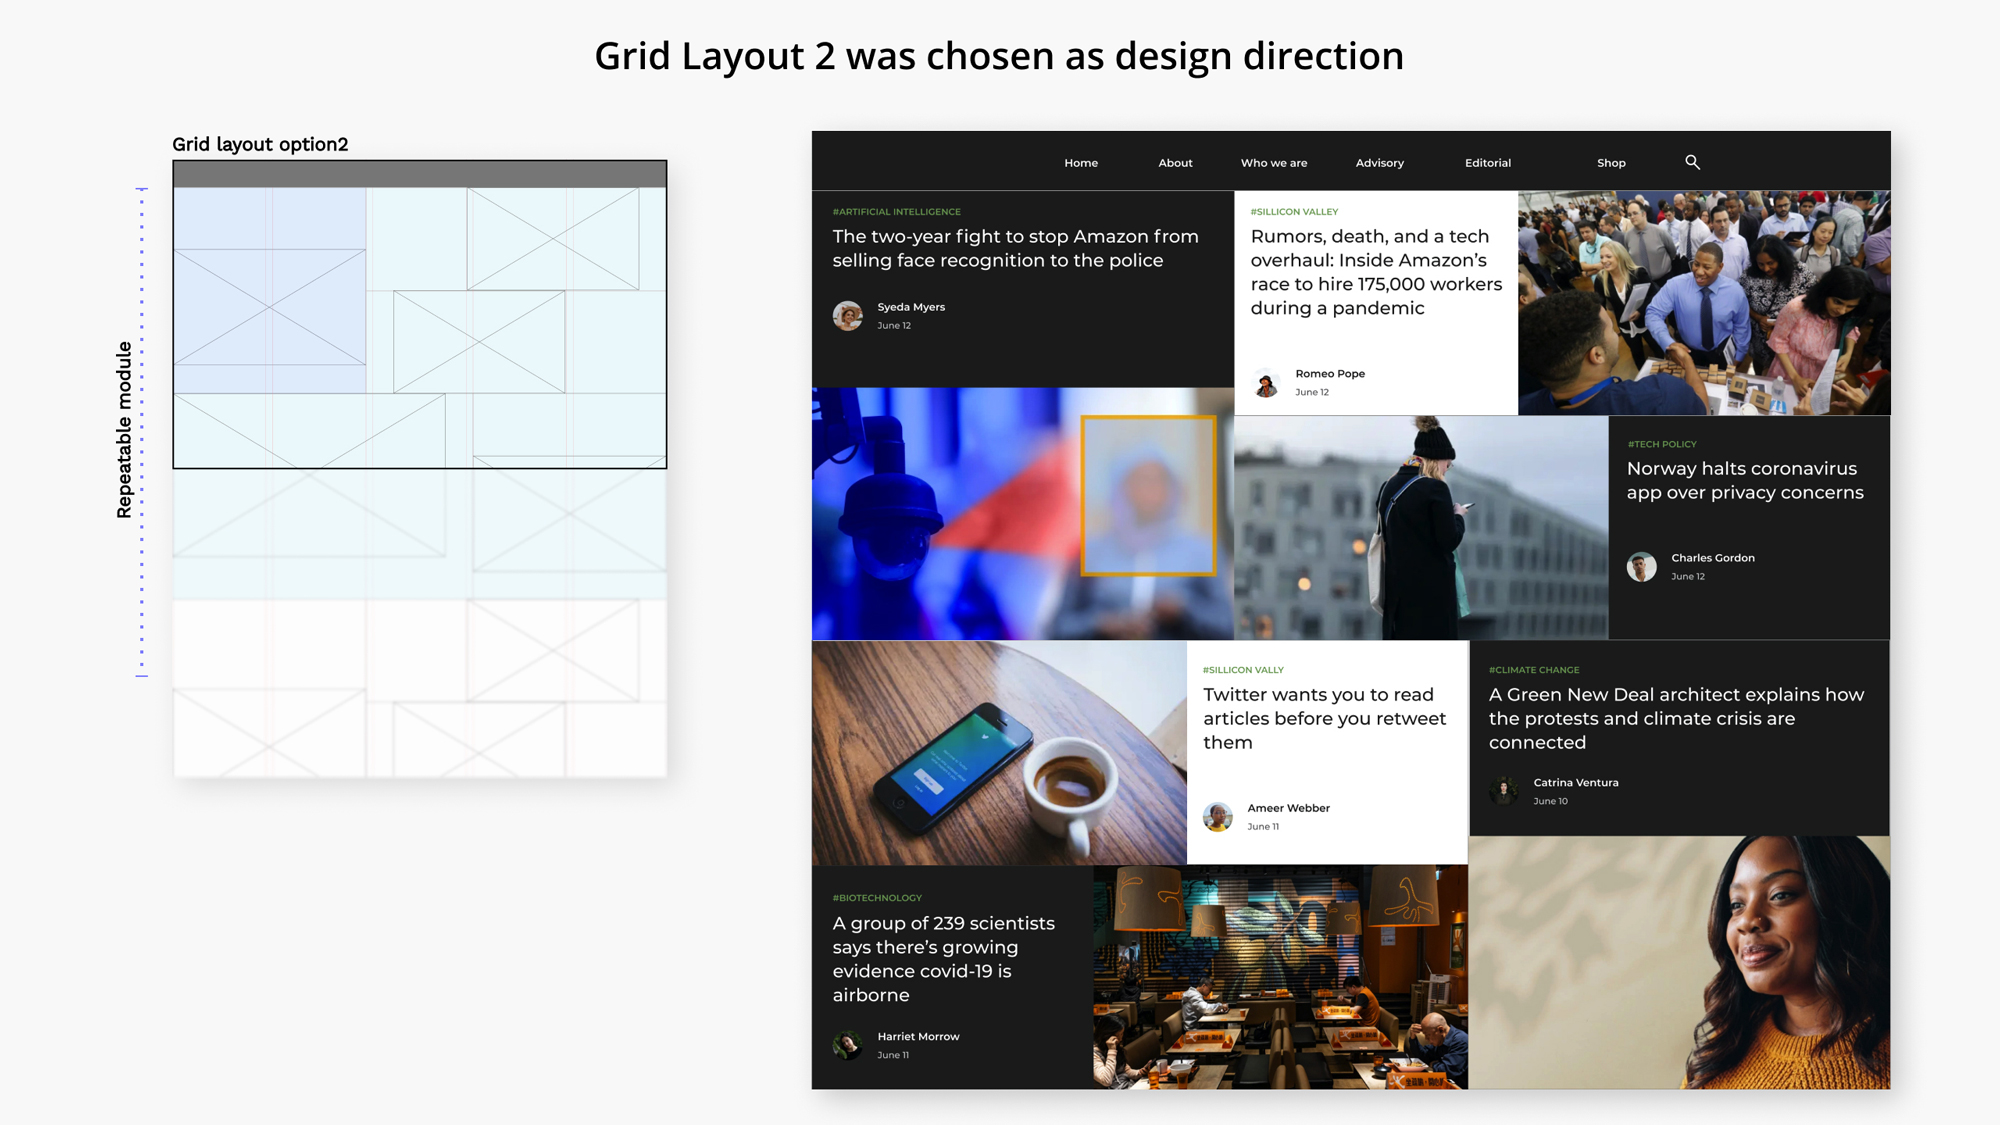 Grid Layout 2 was chosen as design direction
Grid layout option2
Repeatable module
Home About Who we are Advisory Editorial Shop
#ARTIFICIAL INTELLIGENCE
The two-year fight to stop Amazon from
selling face recognition to the police
Syeda Myers
June 12
#SILLICON VALLEY
Rumors, death, and a tech
overhaul: Inside Amazon’s
race to hire 175,000 workers
during a pandemic
Romeo Pope
June 12
#TECH POLICY
Norway halts coronavirus
app over privacy concerns
Charles Gordon
June 12
#SILLICON VALLY
Twitter wants you to read
articles before you retweet
them
Ameer Webber
June 11
#CLIMATE CHANGE
A Green New Deal architect explains how
the protests and climate crisis are
connected
Catrina Ventura
June 10
#BIOTECHNOLOGY
A group of 239 scientists
says there’s growing
evidence covid-19 is
airborne
Harriet Morrow
June 11